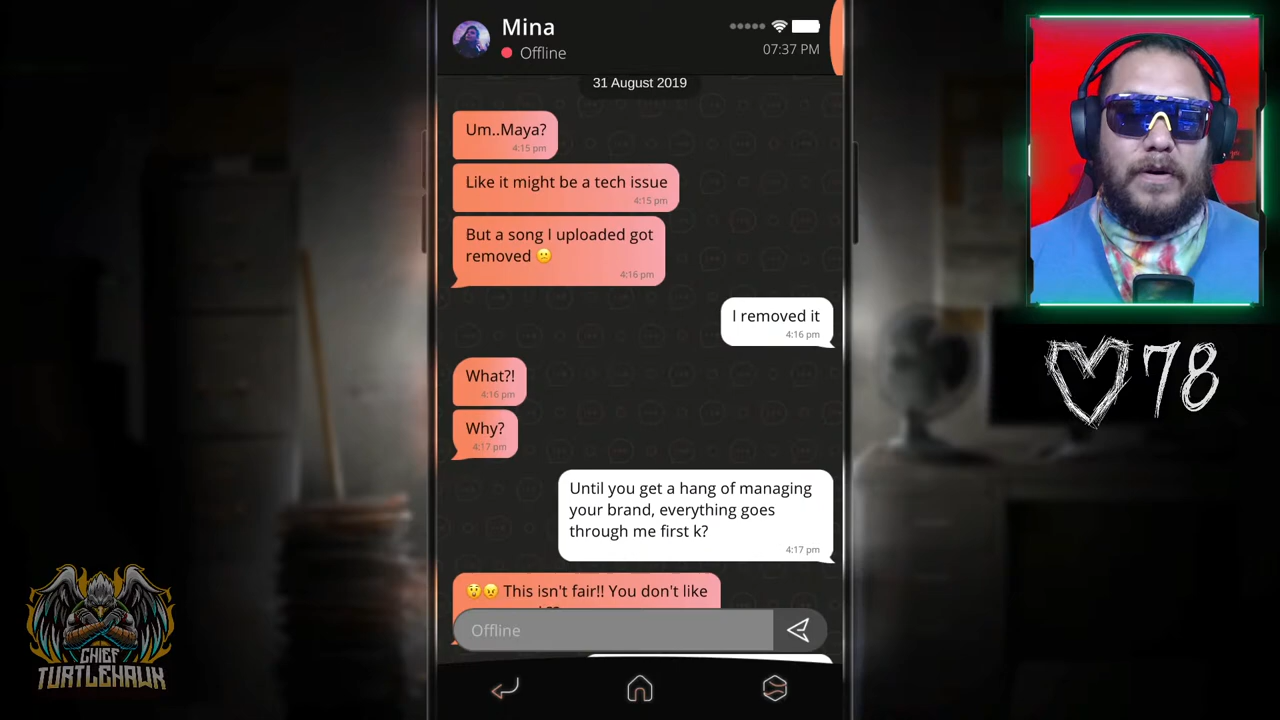 Mina
Offline
07:37 PM
31 August 2019
Um..Maya?
4:15 pm
Like it might be a tech issue
4:15 pm
But a song I uploaded got
removed 🙁
4:16 pm
I removed it
4:16 pm
What?!
4:16 pm
Why?
4:17 pm
Until you get a hang of managing
your brand, everything goes
through me first k?
4:17 pm
😲😠 This isn't fair!! You don't like
Offline
78
CHIEF
TURTLEHAWK